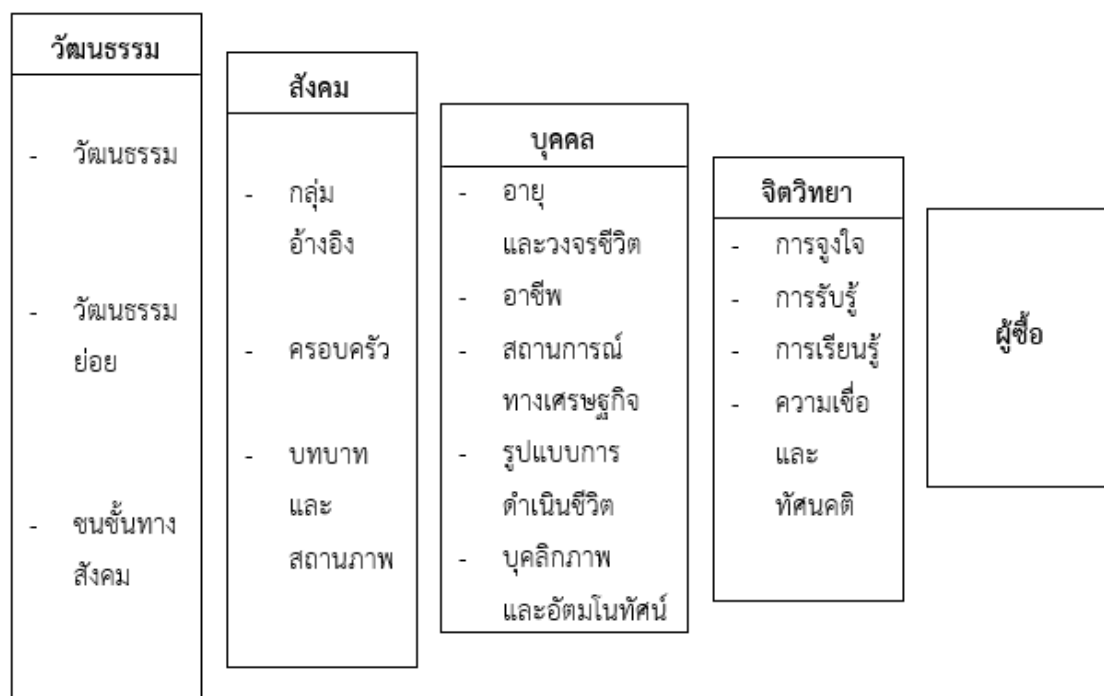 วัฒนธรรม
- วัฒนธรรม
- วัฒนธรรม
ย่อย
- ชนชั้นทาง
สังคม
สังคม
- กลุ่ม
อ้างอิง
- ครอบครัว
- บทบาท
และ
สถานภาพ
บุคคล
- อายุ
และวงจรชีวิต
- อาชีพ
- สถานการณ์
ทางเศรษฐกิจ
- รูปแบบการ
ดำเนินชีวิต
- บุคลิกภาพ
และอัตมโนทัศน์
จิตวิทยา
- การจูงใจ
- การรับรู้
- การเรียนรู้
- ความเชื่อ
และ
ทัศนคติ
ผู้ซื้อ